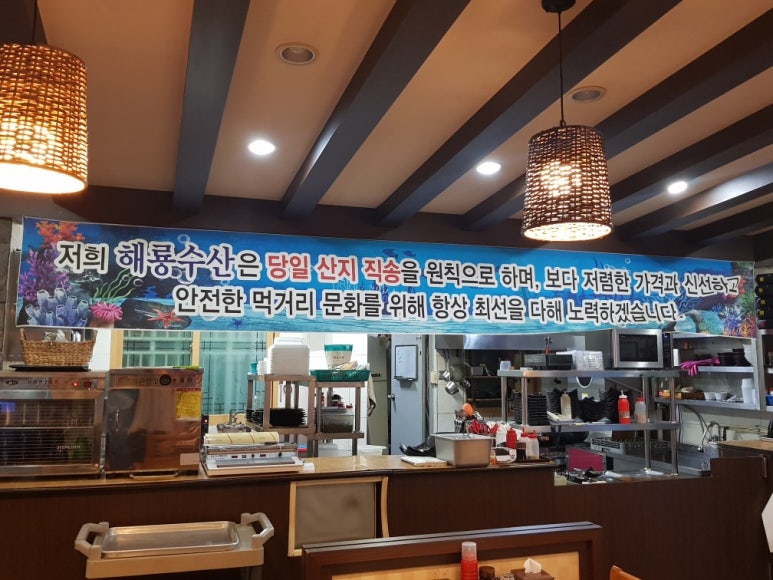 저희 해룡수산은 당일 산지 직송을 원칙으로 하며, 보다 저렴한 가격과 신선하고
안전한 먹거리 문화를 위해 항상 최선을 다해 노력하겠습니다.